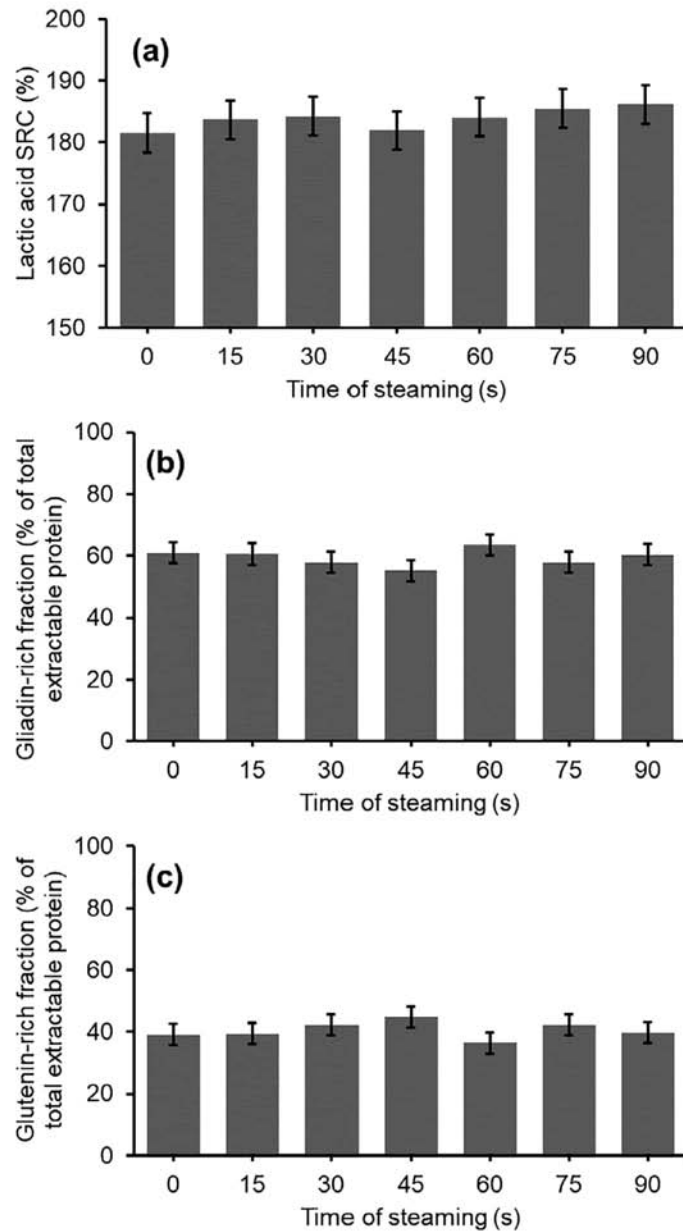 (a)
Lactic acid SRC (%)
200
190
180
170
160
150
0 15 30 45 60 75 90
Time of steaming (s)
(b)
Gliadin-rich fraction (% of total
extractable protein)
100
80
60
40
20
0
0 15 30 45 60 75 90
Time of steaming (s)
(c)
Glutenin-rich fraction (% of
total extractable protein)
100
80
60
40
20
0
0 15 30 45 60 75 90
Time of steaming (s)